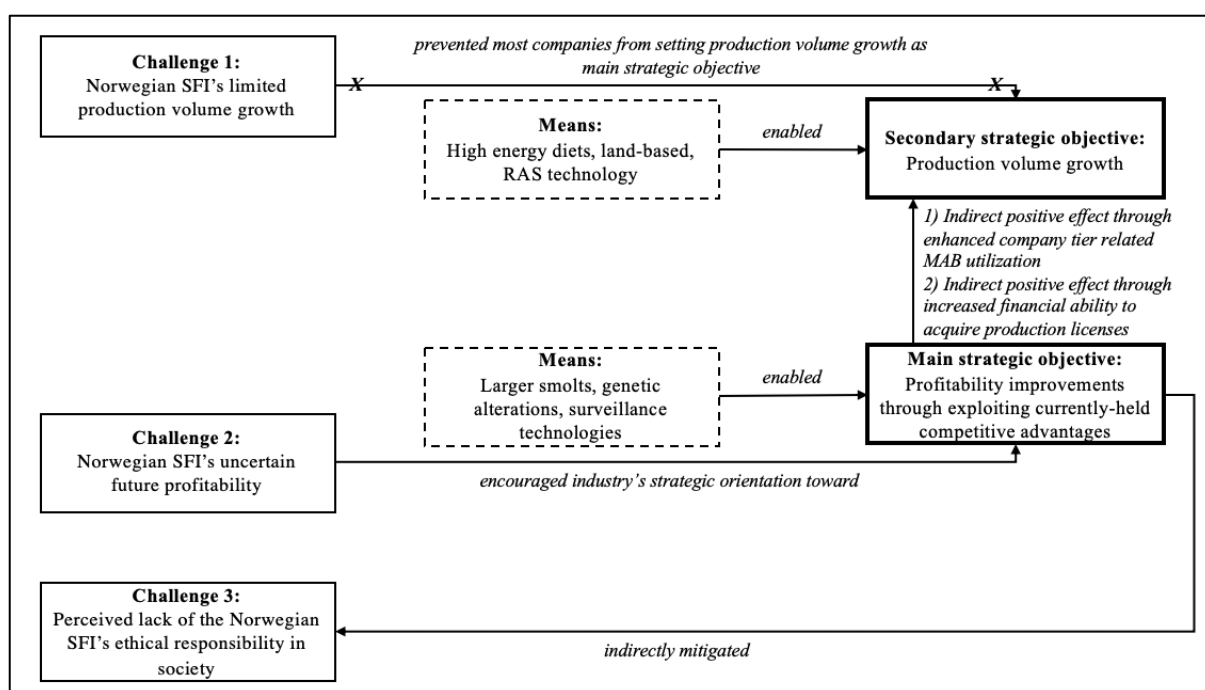 Challenge 1:
Norwegian SFI's limited
production volume growth
prevented most companies from setting production volume growth as
main strategic objective
X
X
Means:
High energy diets, land-based,
RAS technology
enabled
Secondary strategic objective:
Production volume growth
1) Indirect positive effect through
enhanced company tier related
MAB utilization
2) Indirect positive effect through
increased financial ability to
acquire production licenses
Means:
Larger smolts, genetic
alterations, surveillance
technologies
enabled
Main strategic objective:
Profitability improvements
through exploiting currently-held
competitive advantages
Challenge 2:
Norwegian SFI's uncertain
future profitability
encouraged industry's strategic orientation toward
Challenge 3:
Perceived lack of the Norwegian
SFI's ethical responsibility in
society
indirectly mitigated